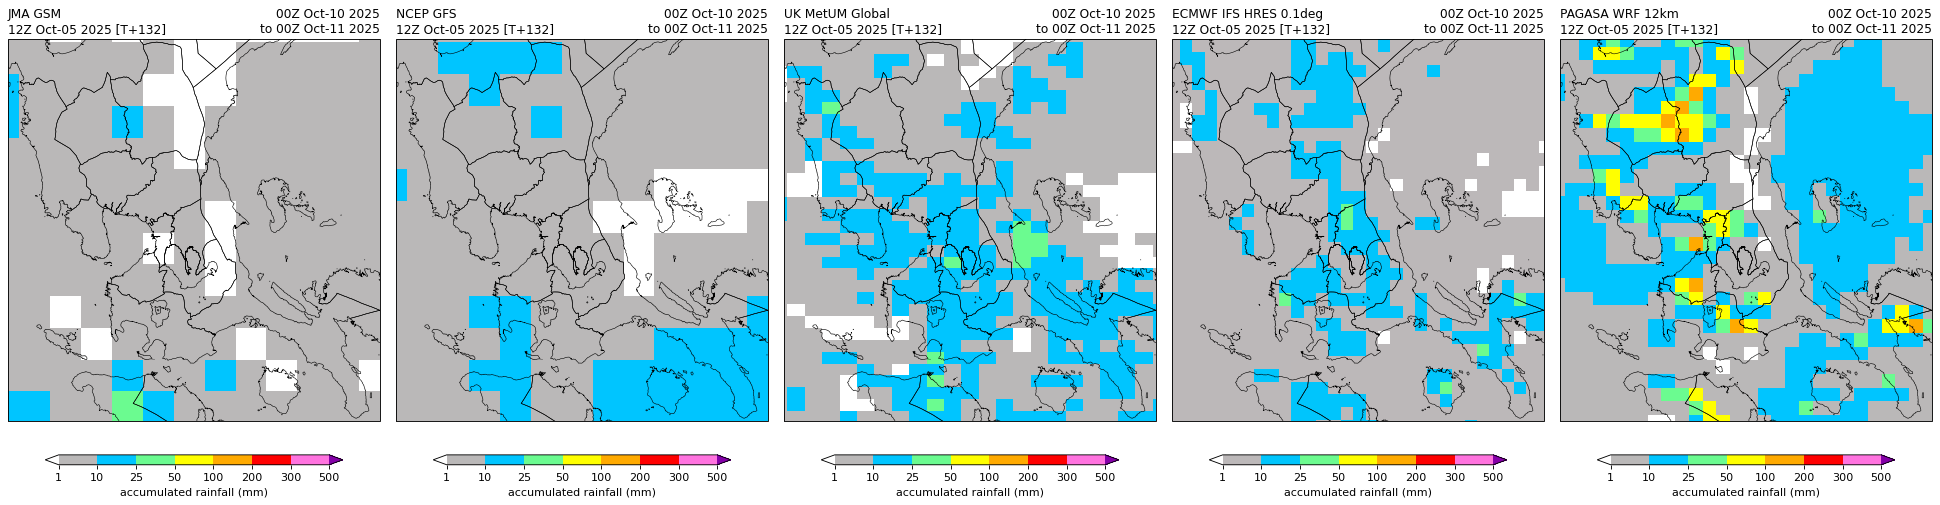 JMA GSM 00Z Oct-10 2025
12Z Oct-05 2025 [T+132] to 00Z Oct-11 2025
NCEP GFS 00Z Oct-10 2025
12Z Oct-05 2025 [T+132] to 00Z Oct-11 2025
UK MetUM Global 00Z Oct-10 2025
12Z Oct-05 2025 [T+132] to 00Z Oct-11 2025
ECMWF IFS HRES 0.1deg 00Z Oct-10 2025
12Z Oct-05 2025 [T+132] to 00Z Oct-11 2025
PAGASA WRF 12km 00Z Oct-10 2025
12Z Oct-05 2025 [T+132] to 00Z Oct-11 2025
1 10 25 50 100 200 300 500
accumulated rainfall (mm)
1 10 25 50 100 200 300 500
accumulated rainfall (mm)
1 10 25 50 100 200 300 500
accumulated rainfall (mm)
1 10 25 50 100 200 300 500
accumulated rainfall (mm)
1 10 25 50 100 200 300 500
accumulated rainfall (mm)